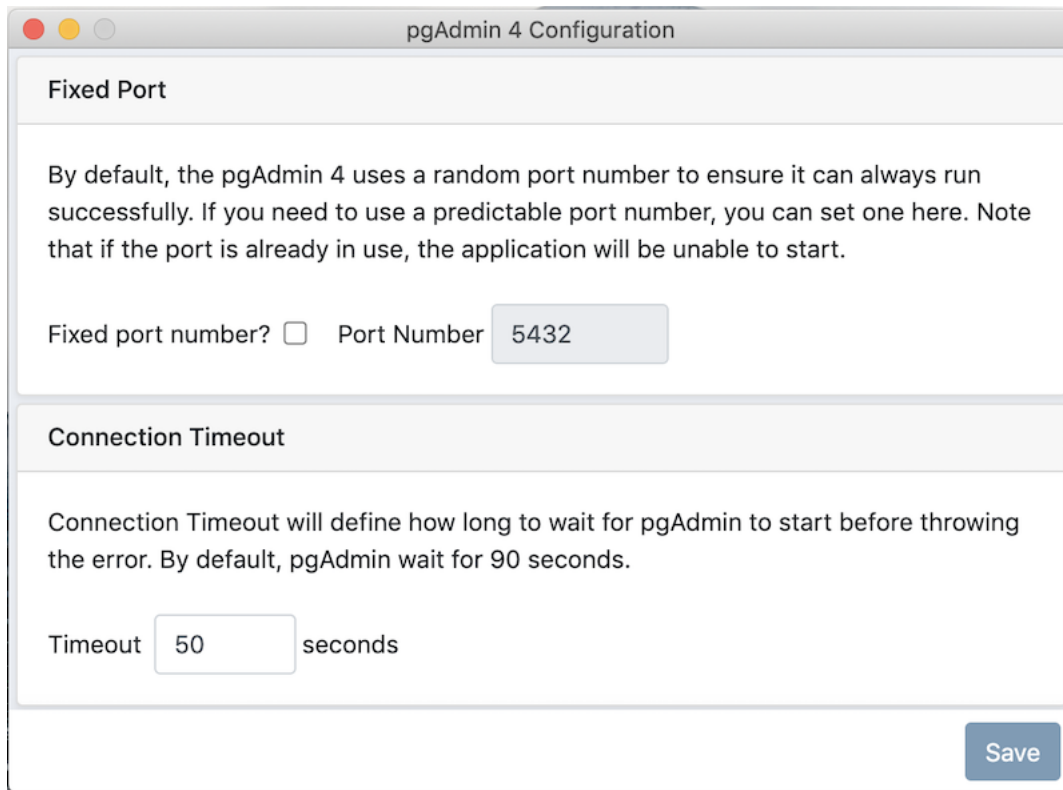 pgAdmin 4 Configuration
Fixed Port
By default, the pgAdmin 4 uses a random port number to ensure it can always run
successfully. If you need to use a predictable port number, you can set one here. Note
that if the port is already in use, the application will be unable to start.
Fixed port number? Port Number 5432
Connection Timeout
Connection Timeout will define how long to wait for pgAdmin to start before throwing
the error. By default, pgAdmin wait for 90 seconds.
Timeout 50 seconds
Save